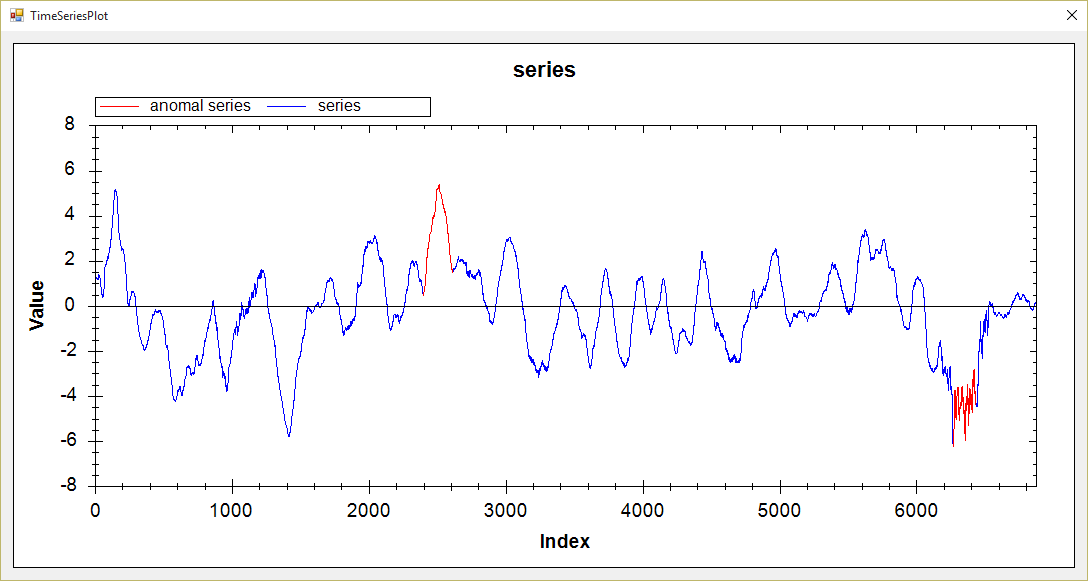 TimeSeriesPlot
series
anomal series series
8
6
4
2
0
-2
-4
-6
-8
Value
0 1000 2000 3000 4000 5000 6000
Index